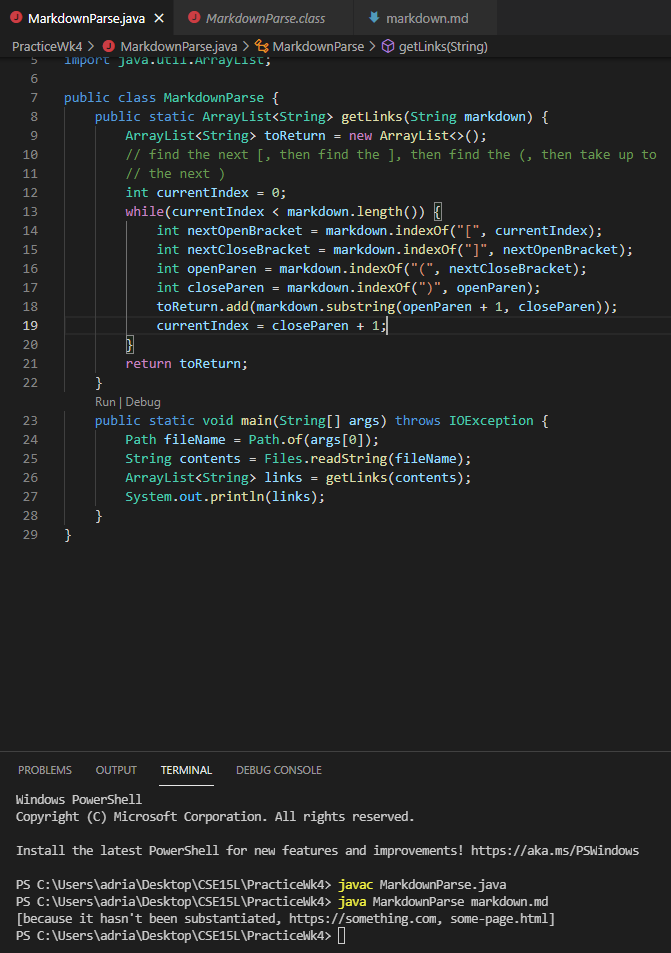 MarkdownParse.java
MarkdownParse.class
markdown.md
PracticeWk4 > MarkdownParse.java > MarkdownParse > getLinks(String)
5 import java.util.ArrayList;
6
7 public class MarkdownParse {
8     public static ArrayList<String> getLinks(String markdown) {
9         ArrayList<String> toReturn = new ArrayList<>();
10         // find the next [, then find the ], then find the (, then take up to
11         // the next )
12         int currentIndex = 0;
13         while(currentIndex < markdown.length()) {
14             int nextOpenBracket = markdown.indexOf("[", currentIndex);
15             int nextCloseBracket = markdown.indexOf("]", nextOpenBracket);
16             int openParen = markdown.indexOf("(", nextCloseBracket);
17             int closeParen = markdown.indexOf(")", openParen);
18             toReturn.add(markdown.substring(openParen + 1, closeParen));
19             currentIndex = closeParen + 1;
20         }
21         return toReturn;
22     }
Run | Debug
23     public static void main(String[] args) throws IOException {
24         Path fileName = Path.of(args[0]);
25         String contents = Files.readString(fileName);
26         ArrayList<String> links = getLinks(contents);
27         System.out.println(links);
28     }
29 }
PROBLEMS OUTPUT TERMINAL DEBUG CONSOLE
Windows PowerShell
Copyright (C) Microsoft Corporation. All rights reserved.
Install the latest PowerShell for new features and improvements! https://aka.ms/PSWindows
PS C:\Users\adria\Desktop\CSE15L\PracticeWk4> javac MarkdownParse.java
PS C:\Users\adria\Desktop\CSE15L\PracticeWk4> java MarkdownParse markdown.md
[because it hasn't been substantiated, https://something.com, some-page.html]
PS C:\Users\adria\Desktop\CSE15L\PracticeWk4>